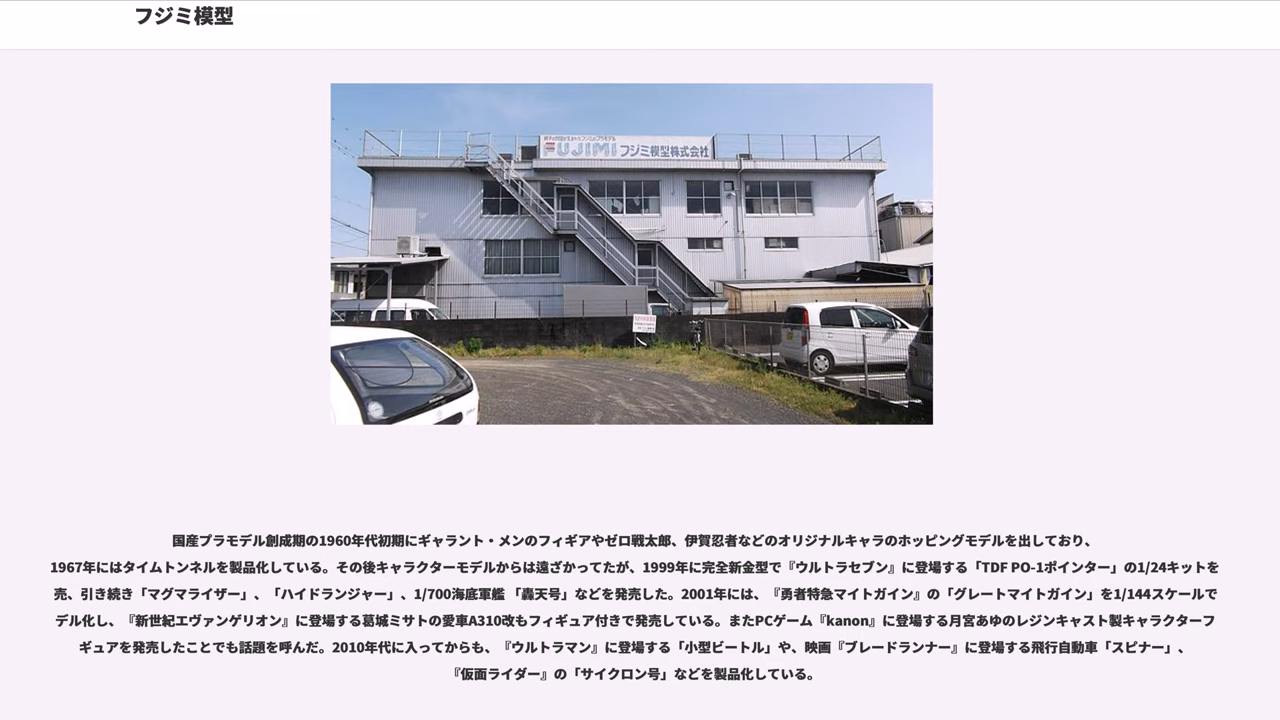 フジミ模型
FUJIMI フジミ模型株式会社
国産プラモデル創成期の1960年代初期にギャラント・メンのフィギアやゼロ戦太郎、伊賀忍者などのオリジナルキャラのホッピングモデルを出しており、
1967年にはタイムトンネルを製品化している。その後キャラクターモデルからは遠ざかってたが、1999年に完全新金型で『ウルトラセブン』に登場する「TDF PO-1ポインター」の1/24キットを
売、引き続き「マグマライザー」、「ハイドランジャー」、1/700海底軍艦 「轟天号」などを発売した。2001年には、『勇者特急マイトガイン』の「グレートマイトガイン」を1/144スケールで
デル化し、『新世紀エヴァンゲリオン』に登場する葛城ミサトの愛車A310改もフィギュア付きで発売している。またPCゲーム『kanon』に登場する月宮あゆのレジンキャスト製キャラクターフ
ギュアを発売したことでも話題を呼んだ。2010年代に入ってからも、『ウルトラマン』に登場する「小型ビートル」や、映画『ブレードランナー』に登場する飛行自動車「スピナー」、
『仮面ライダー』の「サイクロン号」などを製品化している。